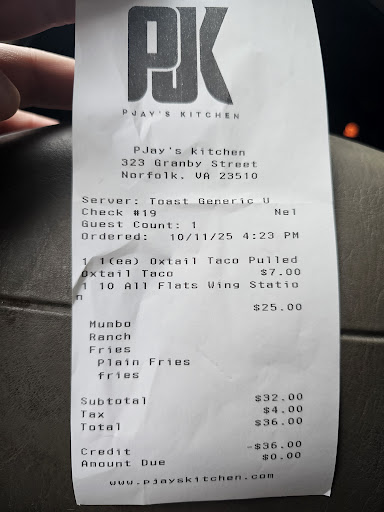 PJK
PJAY'S KITCHEN
PJay's kitchen
323 Granby Street
Norfolk, VA 23510
Server: Toast Generic U
Check #19 Nel
Guest Count: 1
Ordered: 10/11/25 4:23 PM
1 1(ea) Oxtail Taco Pulled
Oxtail Taco $7.00
1 10 All Flats Wing Statio
n
$25.00
Mumbo
Ranch
Fries
Plain Fries
fries
Subtotal $32.00
Tax $4.00
Total $36.00
Credit -$36.00
Amount Due $0.00
www.pjayskitchen.com